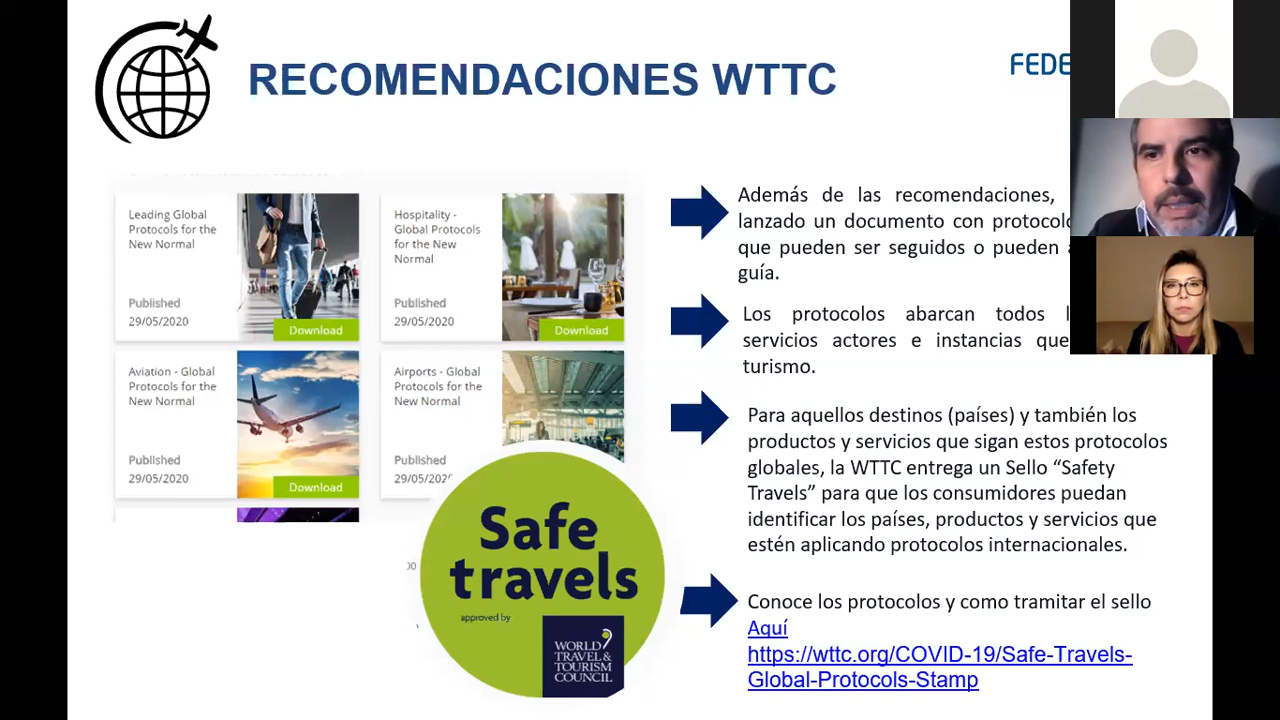 RECOMENDACIONES WTTC
FEDE
Leading Global
Protocols for the
New Normal
Published
29/05/2020
Download
Hospitality -
Global Protocols
for the New
Normal
Published
29/05/2020
Download
Aviation - Global
Protocols for the
New Normal
Published
29/05/2020
Download
Airports - Global
Protocols for the
New Normal
Published
29/05/202
Safe
travels
approved by
WORLD
TRAVEL &
TOURISM
COUNCIL
Además de las recomendaciones,
lanzado un documento con protocolo
que pueden ser seguidos o pueden
guía.
Los protocolos abarcan todos
servicios actores e instancias que
turismo.
Para aquellos destinos (países) y también los
productos y servicios que sigan estos protocolos
globales, la WTTC entrega un Sello “Safety
Travels” para que los consumidores puedan
identificar los países, productos y servicios que
estén aplicando protocolos internacionales.
Conoce los protocolos y como tramitar el sello
Aquí
https://wttc.org/COVID-19/Safe-Travels-
Global-Protocols-Stamp